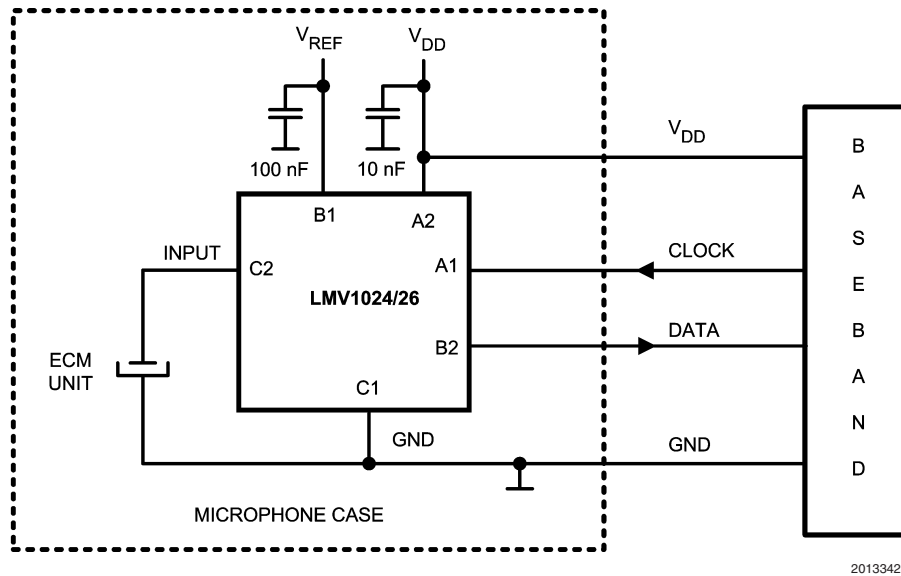 V_REF
V_DD
100 nF
10 nF
V_DD
B1
A2
INPUT
C2
A1
CLOCK
LMV1024/26
B2
DATA
ECM
UNIT
C1
GND
GND
MICROPHONE CASE
B
A
S
E
B
A
N
D
2013342